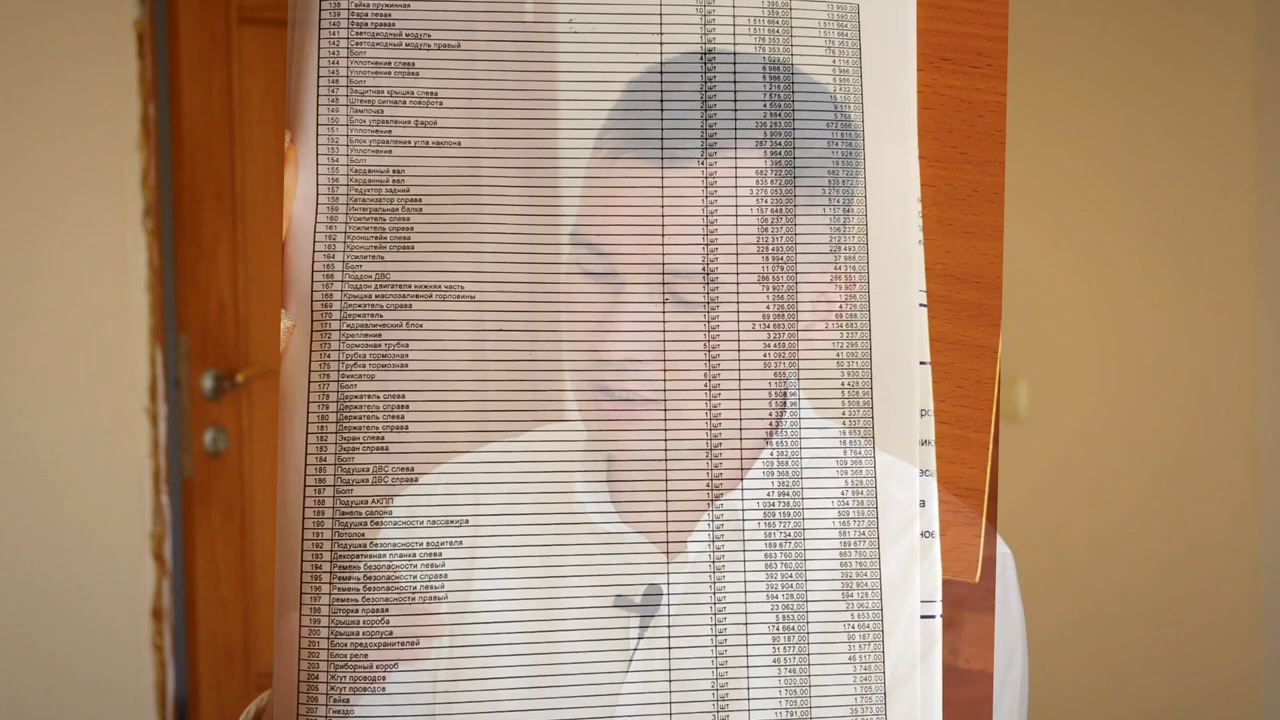 138 Гайка пружинная 10 шт 1 395,00 13 950,00
139 Фара левая 10 шт 1 359,00 13 590,00
140 Фара правая 1 шт 1 511 664,00 1 511 664,00
141 Светодиодный модуль 1 шт 1 511 664,00 1 511 664,00
142 Светодиодный модуль правый 1 шт 176 353,00 176 353,00
143 Болт 1 шт 176 353,00 176 353,00
144 Уплотнение слева 4 шт 1 029,00 4 116,00
145 Уплотнение справа 1 шт 6 986,00 6 986,00
146 Болт 1 шт 6 986,00 6 986,00
147 Защитная крышка слева 2 шт 1 216,00 2 432,00
148 Штекер сигнала поворота 2 шт 7 575,00 15 150,00
149 Лампочка 2 шт 4 559,00 9 118,00
150 Блок управления фарой 2 шт 2 884,00 5 768,00
151 Уплотнение 2 шт 336 283,00 672 566,00
152 Блок управления угла наклона 2 шт 5 909,00 11 818,00
153 Уплотнение 2 шт 287 354,00 574 708,00
154 Болт 2 шт 5 964,00 11 928,00
155 Карданный вал 14 шт 1 395,00 19 530,00
156 Карданный вал 1 шт 682 722,00 682 722,00
157 Редуктор задний 1 шт 835 872,00 835 872,00
158 Катализатор справа 1 шт 3 276 053,00 3 276 053,00
159 Интегральная балка 1 шт 574 230,00 574 230,00
160 Усилитель слева 1 шт 1 157 648,00 1 157 648,00
161 Усилитель справа 1 шт 106 237,00 106 237,00
162 Кронштейн слева 1 шт 106 237,00 106 237,00
163 Кронштейн справа 1 шт 212 317,00 212 317,00
164 Усилитель 1 шт 228 493,00 228 493,00
165 Болт 2 шт 18 994,00 37 988,00
166 Поддон ДВС 4 шт 11 079,00 44 316,00
167 Поддон двигателя нижняя часть 1 шт 286 551,00 286 551,00
168 Крышка маслозаливной горловины 1 шт 79 907,00 79 907,00
169 Держатель справа 1 шт 1 256,00 1 256,00
170 Держатель 1 шт 4 726,00 4 726,00
171 Гидравлический блок 1 шт 69 088,00 69 088,00
172 Крепление 1 шт 2 134 683,00 2 134 683,00
173 Тормозная трубка 1 шт 3 237,00 3 237,00
174 Трубка тормозная 5 шт 34 459,00 172 295,00
175 Трубка тормозная 1 шт 41 092,00 41 092,00
176 Фиксатор 1 шт 50 371,00 50 371,00
177 Болт 6 шт 655,00 3 930,00
178 Держатель слева 4 шт 1 107,00 4 428,00
179 Держатель справа 1 шт 5 508,96 5 508,96
180 Держатель слева 1 шт 5 508,96 5 508,96
181 Держатель справа 1 шт 4 337,00 4 337,00
182 Экран слева 1 шт 4 337,00 4 337,00
183 Экран справа 1 шт 16 653,00 16 653,00
184 Болт 1 шт 16 653,00 16 653,00
185 Подушка ДВС слева 2 шт 4 382,00 8 764,00
186 Подушка ДВС справа 1 шт 109 368,00 109 368,00
187 Болт 1 шт 109 368,00 109 368,00
188 Подушка АКПП 4 шт 1 382,00 5 528,00
189 Панель салона 1 шт 47 994,00 47 994,00
190 Подушка безопасности пассажира 1 шт 1 034 738,00 1 034 738,00
191 Потолок 1 шт 509 159,00 509 159,00
192 Подушка безопасности водителя 1 шт 1 165 727,00 1 165 727,00
193 Декоративная планка слева 1 шт 581 734,00 581 734,00
194 Ремень безопасности левый 1 шт 189 677,00 189 677,00
195 Ремень безопасности справа 1 шт 663 760,00 663 760,00
196 Ремень безопасности левый 1 шт 663 760,00 663 760,00
197 ремень безопасности правый 1 шт 392 904,00 392 904,00
198 Шторка правая 1 шт 392 904,00 392 904,00
199 Крышка короба 1 шт 594 128,00 594 128,00
200 Крышка корпуса 1 шт 23 062,00 23 062,00
201 Блок предохранителей 1 шт 5 853,00 5 853,00
202 Блок реле 1 шт 174 664,00 174 664,00
203 Приборный короб 1 шт 90 187,00 90 187,00
204 Жгут проводов 1 шт 31 577,00 31 577,00
205 Жгут проводов 1 шт 46 517,00 46 517,00
206 Гайка 1 шт 3 746,00 3 746,00
207 Гнездо 2 шт 1 020,00 2 040,00
1 шт 1 705,00 1 705,00
1 шт 1 705,00 1 705,00
3 шт 11 791,00 35 373,00